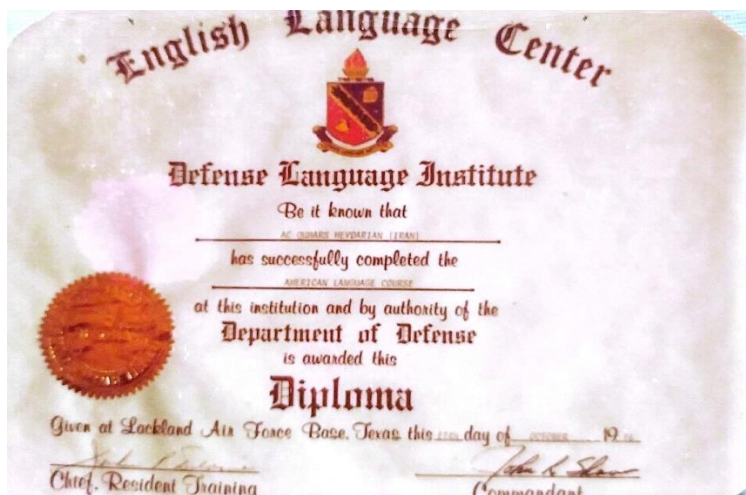 English Language Center
Defense Language Institute
Be it known that
AC HEYDARIAN (IRAN)
has successfully completed the
AMERICAN LANGUAGE COURSE
at this institution and by authority of the
Department of Defense
is awarded this
Diploma
Given at Lackland Air Force Base, Texas this day of OCTOBER 19
Chief, Resident Training
Commandant